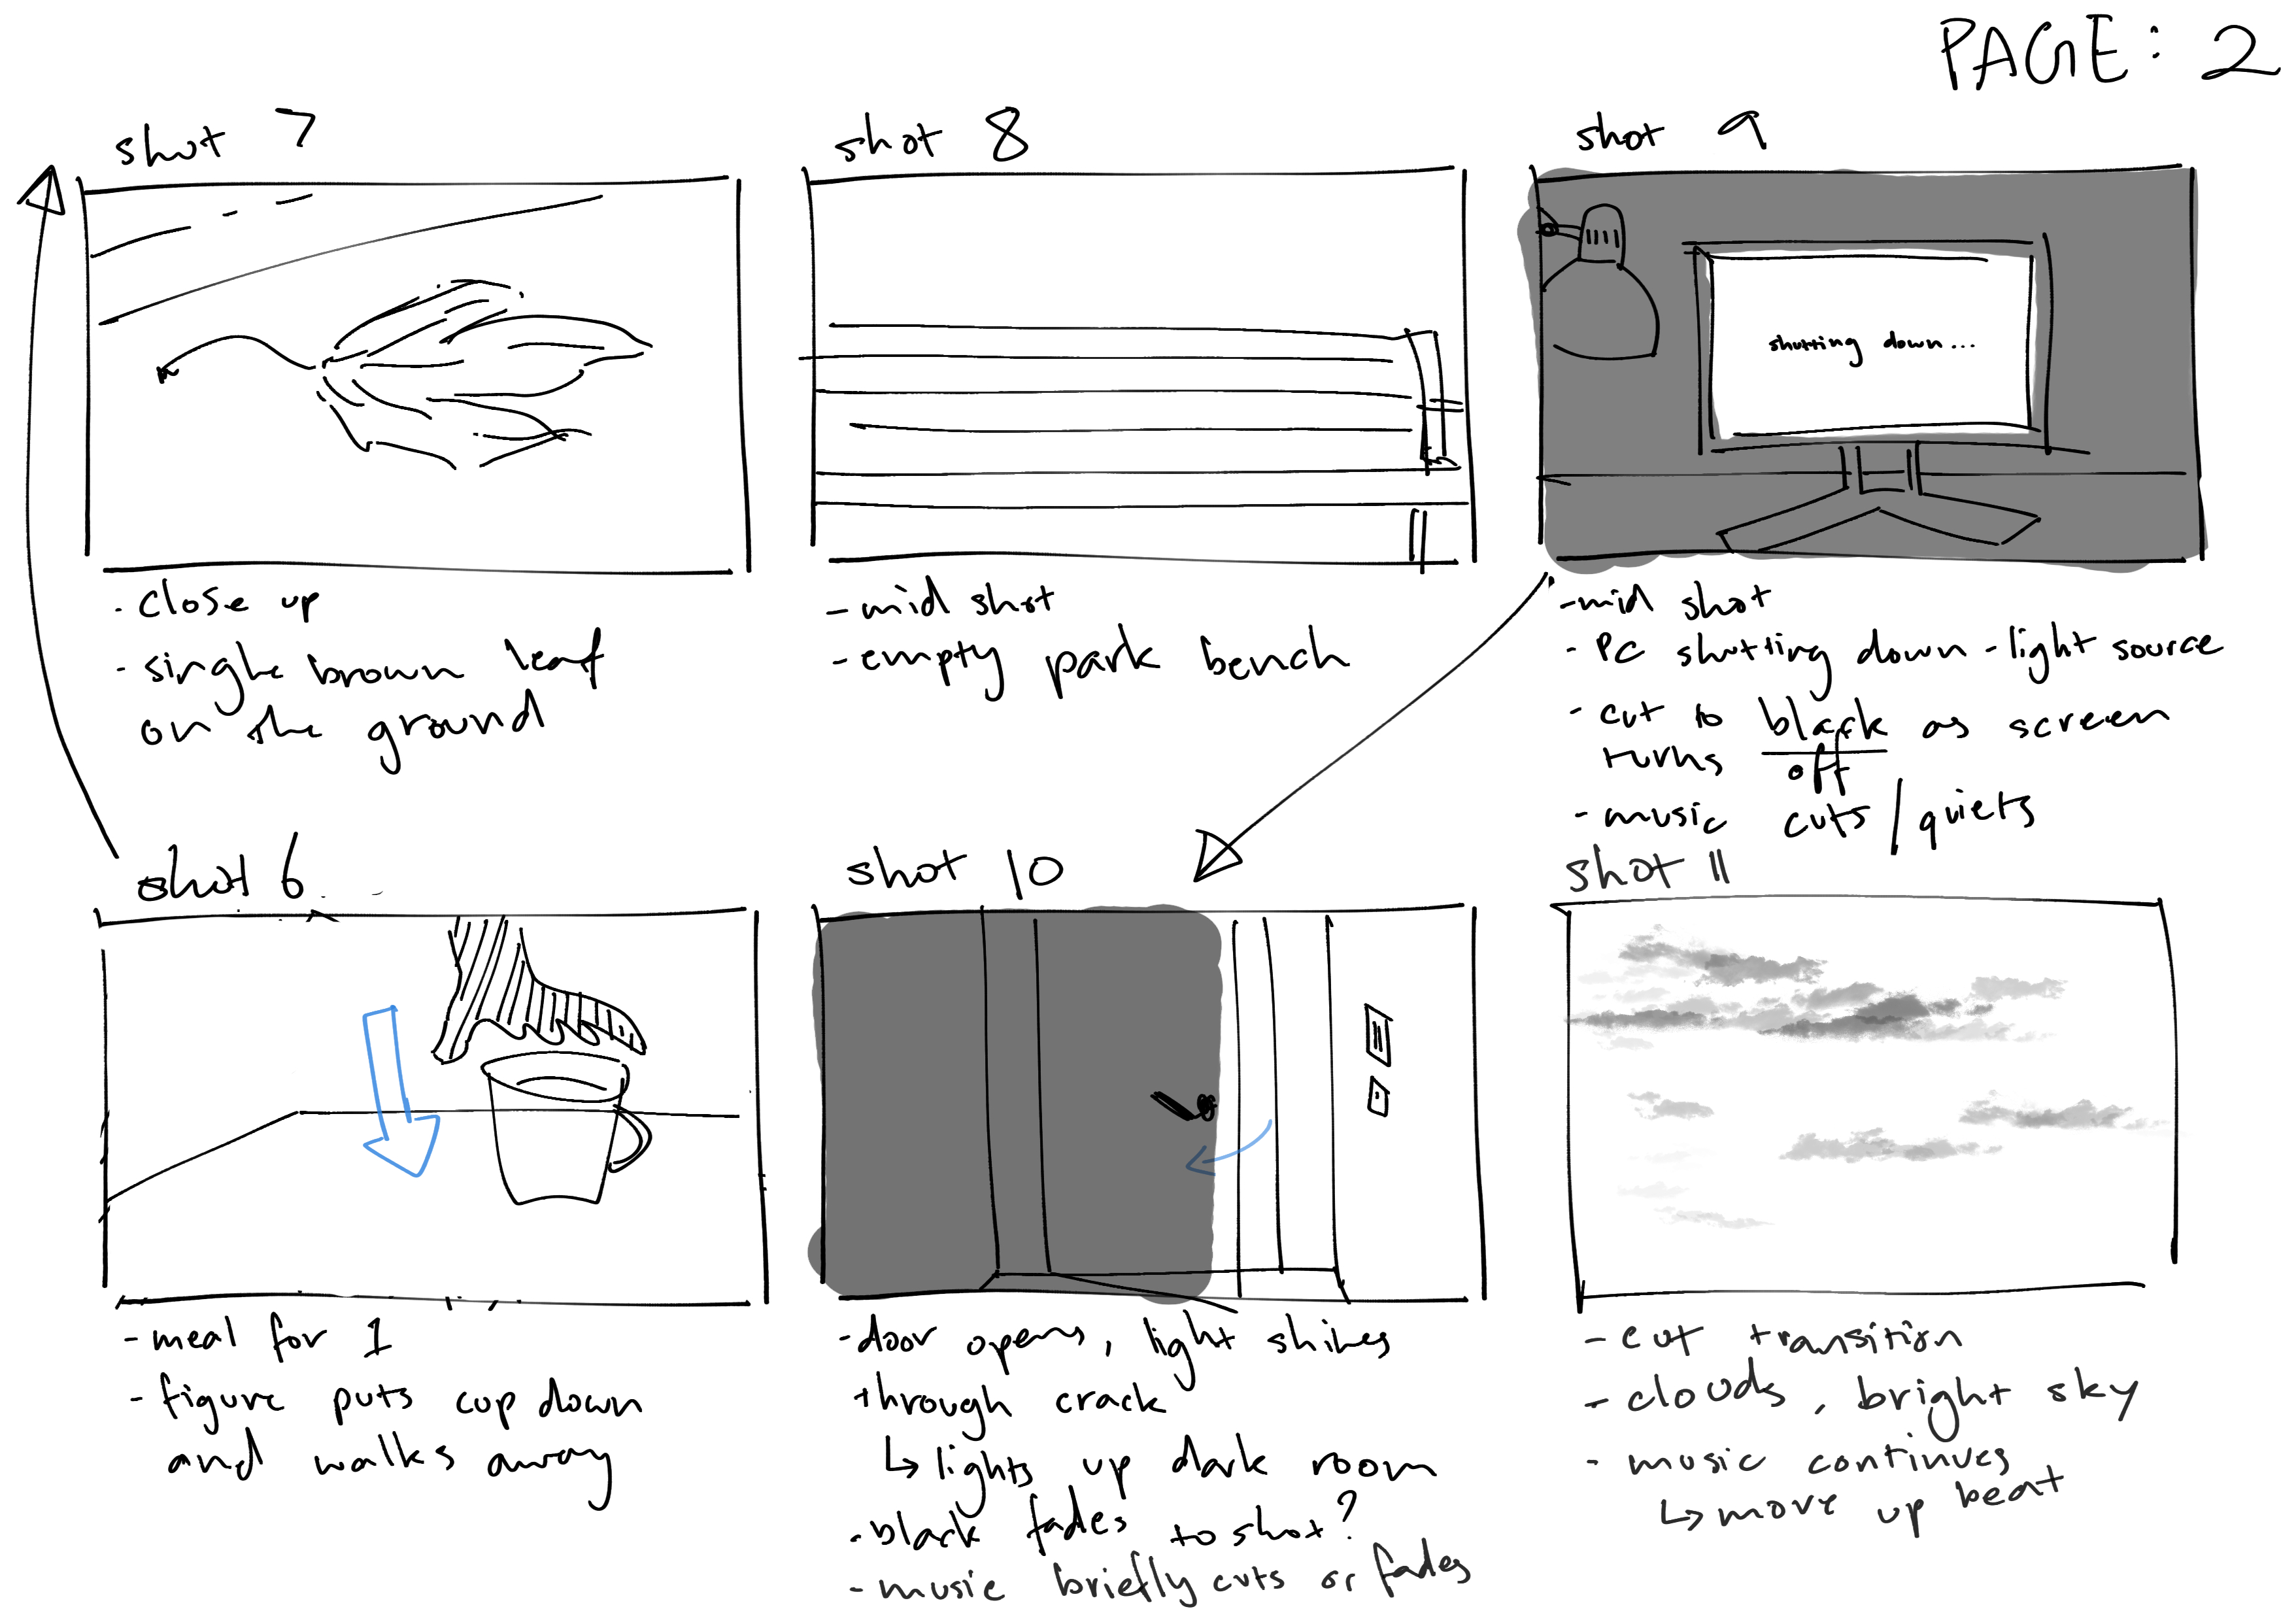 PAGE: 2
shot 7
- close up
- single brown leaf
on the ground
shot 8
- mid shot
- empty park bench
shot 9
shutting down...
- mid shot
- PC shutting down - light source
- cut to black as screen
turns off
- music cuts/quiets
shot 6
- meal for 1
- figure puts cup down
and walks away
shot 10
- door opens, light shines
through crack
↳ lights up dark room
- black fades to shot?
- music briefly cuts or fades
shot 11
- cut transition
- clouds, bright sky
- music continues
↳ more up beat